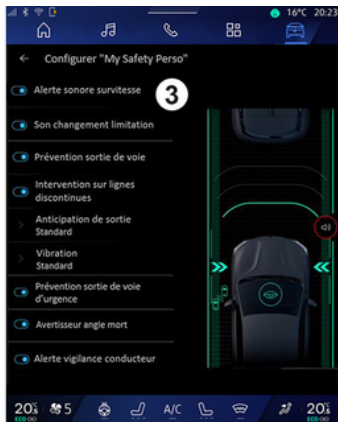 16°C 20:23
← Configurer "My Safety Perso"
Alerte sonore survitesse
3
Son changement limitation
Prévention sortie de voie
Intervention sur lignes
discontinues
Anticipation de sortie
Standard
Vibration
Standard
Prévention sortie de voie
d'urgence
Avertisseur angle mort
Alerte vigilance conducteur
20 5 A/C 20